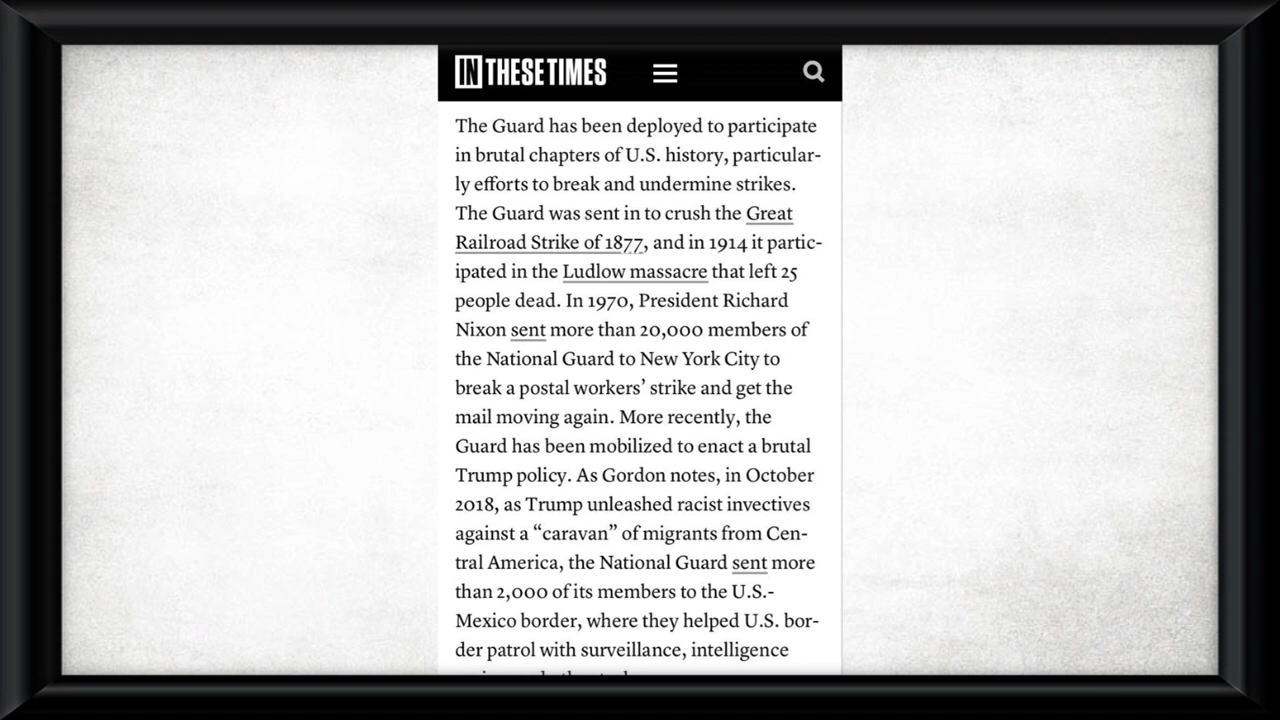 IN THESE TIMES
The Guard has been deployed to participate
in brutal chapters of U.S. history, particular-
ly efforts to break and undermine strikes.
The Guard was sent in to crush the Great
Railroad Strike of 1877, and in 1914 it partic-
ipated in the Ludlow massacre that left 25
people dead. In 1970, President Richard
Nixon sent more than 20,000 members of
the National Guard to New York City to
break a postal workers’ strike and get the
mail moving again. More recently, the
Guard has been mobilized to enact a brutal
Trump policy. As Gordon notes, in October
2018, as Trump unleashed racist invectives
against a “caravan” of migrants from Cen-
tral America, the National Guard sent more
than 2,000 of its members to the U.S.-
Mexico border, where they helped U.S. bor-
der patrol with surveillance, intelligence